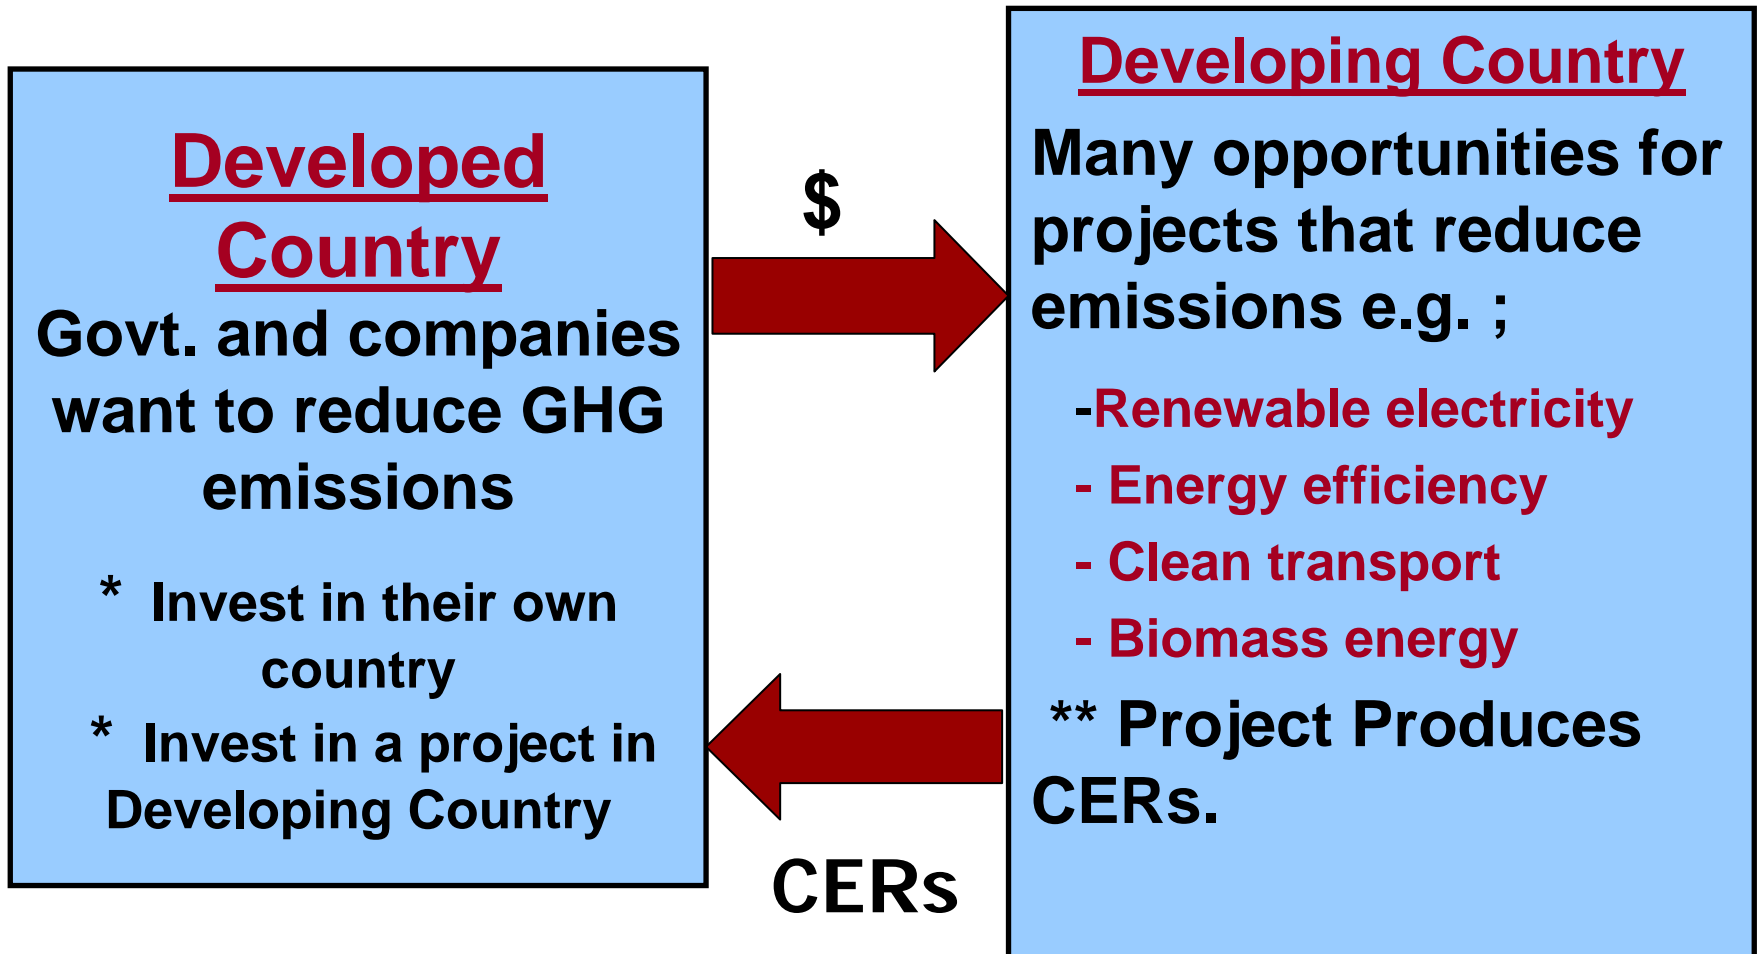 Developed
Country
Govt. and companies
want to reduce GHG
emissions
* Invest in their own
country
* Invest in a project in
Developing Country
$
CERs
Developing Country
Many opportunities for
projects that reduce
emissions e.g. ;
-Renewable electricity
- Energy efficiency
- Clean transport
- Biomass energy
** Project Produces
CERs.